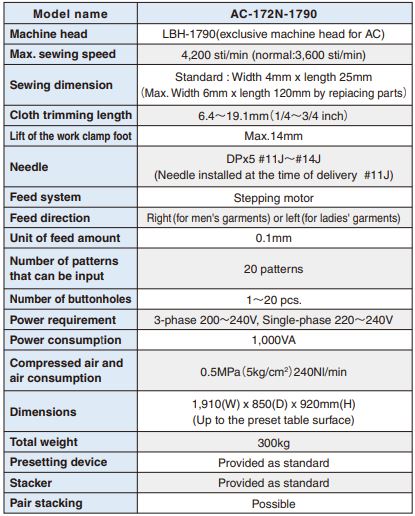 Model name AC-172N-1790
Machine head LBH-1790(exclusive machine head for AC)
Max. sewing speed 4,200 sti/min (normal:3,600 sti/min)
Sewing dimension Standard : Width 4mm x length 25mm
(Max. Width 6mm x length 120mm by repiacing parts)
Cloth trimming length 6.4～19.1mm(1/4～3/4 inch)
Lift of the work clamp foot Max.14mm
Needle DPx5 #11J～#14J
(Needle installed at the time of delivery #11J)
Feed system Stepping motor
Feed direction Right(for men's garments) or left(for ladies' garments)
Unit of feed amount 0.1mm
Number of patterns
that can be input 20 patterns
Number of buttonholes 1～20 pcs.
Power requirement 3-phase 200～240V, Single-phase 220～240V
Power consumption 1,000VA
Compressed air and
air consumption 0.5MPa(5kg/cm²)240Nl/min
Dimensions 1,910(W) x 850(D) x 920mm(H)
(Up to the preset table surface)
Total weight 300kg
Presetting device Provided as standard
Stacker Provided as standard
Pair stacking Possible